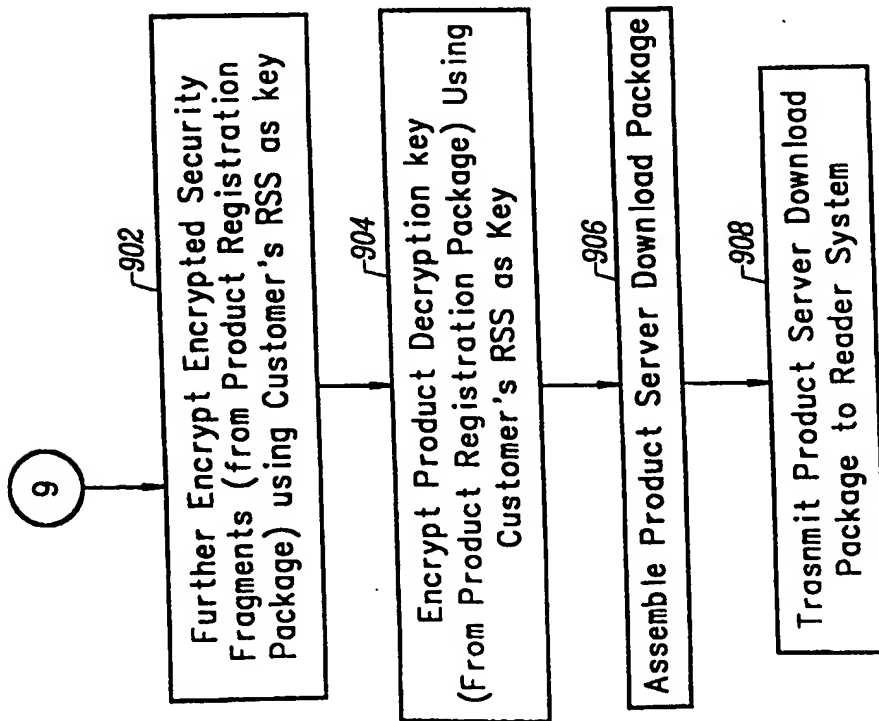 9
902
Further Encrypt Encrypted Security
Fragments (from Product Registration
Package) using Customer's RSS as key
904
Encrypt Product Decryption key
(From Product Registration Package) Using
Customer's RSS as Key
906
Assemble Product Server Download Package
908
Trasnmit Product Server Download
Package to Reader System